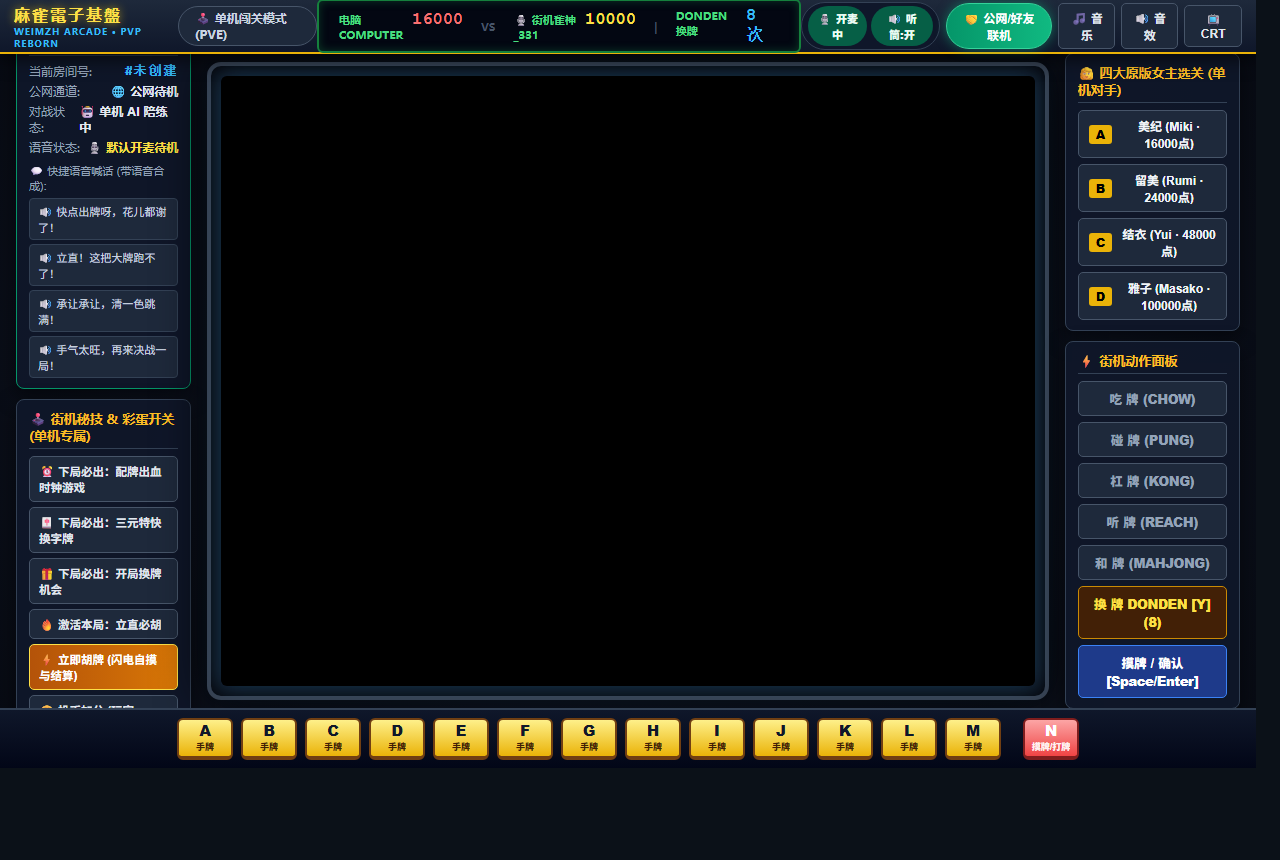 麻雀電子基盤
WEIMZH ARCADE • PVP
REBORN
🕹️ 单机闯关模式
(PVE)
电脑
COMPUTER
16000
VS
🎙️ 街机雀神
_331
10000
|
DONDEN
换牌
8
次
🎙️ 开麦
中
🔊 听
筒:开
🤝 公网/好友
联机
🎵 音
乐
🔊 音
效
📺
CRT
当前房间号:
#未创建
公网通道:
🌐 公网待机
对战状
态:
单机 AI 陪练
中
语音状态:
🎙️ 默认开麦待机
💬 快捷语音喊话 (带语音合
成):
🔊 快点出牌呀，花儿都谢
了！
🔊 立直！这把大牌跑不
了！
🔊 承让承让，清一色跳
满！
🔊 手气太旺，再来决战一
局！
🕹️ 街机秘技 & 彩蛋开关
(单机专属)
⏰ 下局必出：配牌出血
时钟游戏
🀄 下局必出：三元特快
换字牌
🎁 下局必出：开局换牌
机会
🔥 激活本局：立直必胡
⚡ 立即胡牌 (闪电自摸
与结算)
四大原版女主选关 (单
机对手)
A
美纪 (Miki ·
16000点)
B
留美 (Rumi ·
24000点)
C
结衣 (Yui · 48000
点)
D
雅子 (Masako ·
100000点)
⚡ 街机动作面板
吃 牌 (CHOW)
碰 牌 (PUNG)
扛 牌 (KONG)
听 牌 (REACH)
和 牌 (MAHJONG)
换 牌 DONDEN [Y]
(8)
摸牌 / 确认
[Space/Enter]
A
手牌
B
手牌
C
手牌
D
手牌
E
手牌
F
手牌
G
手牌
H
手牌
I
手牌
J
手牌
K
手牌
L
手牌
M
手牌
N
摸牌/打牌